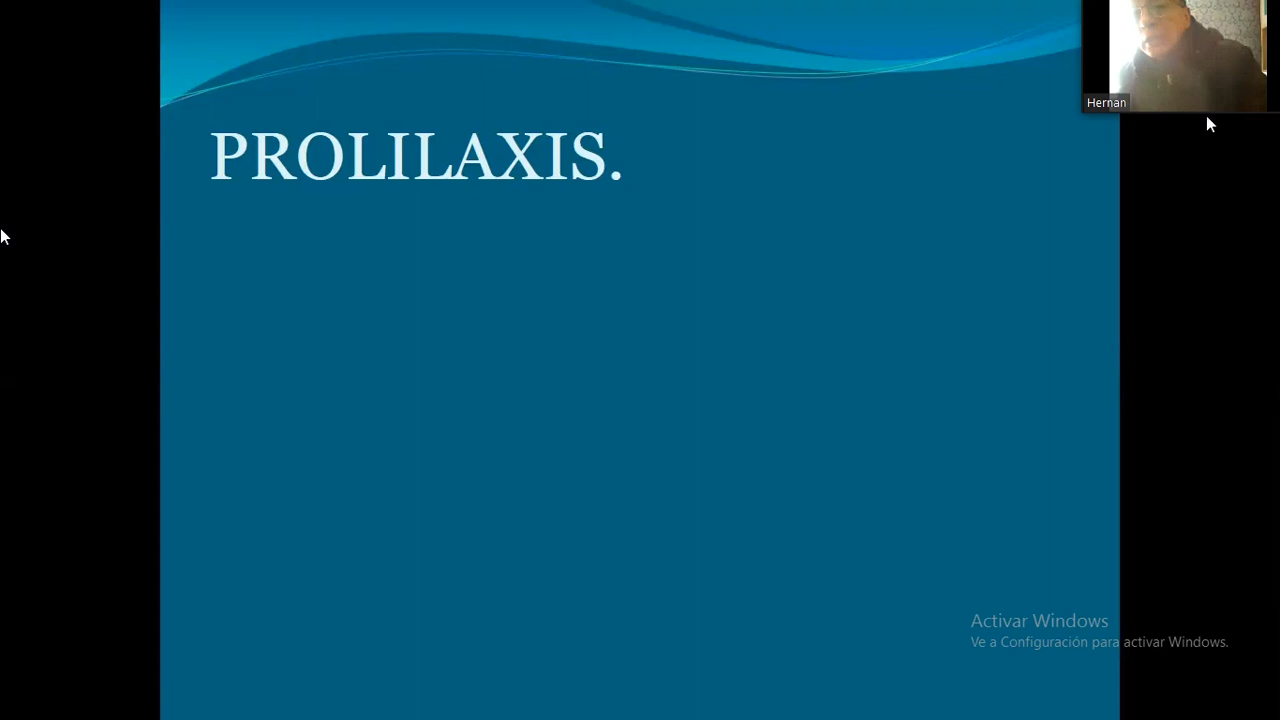 PROLILAXIS.
Hernan
Activar Windows
Ve a Configuración para activar Windows.